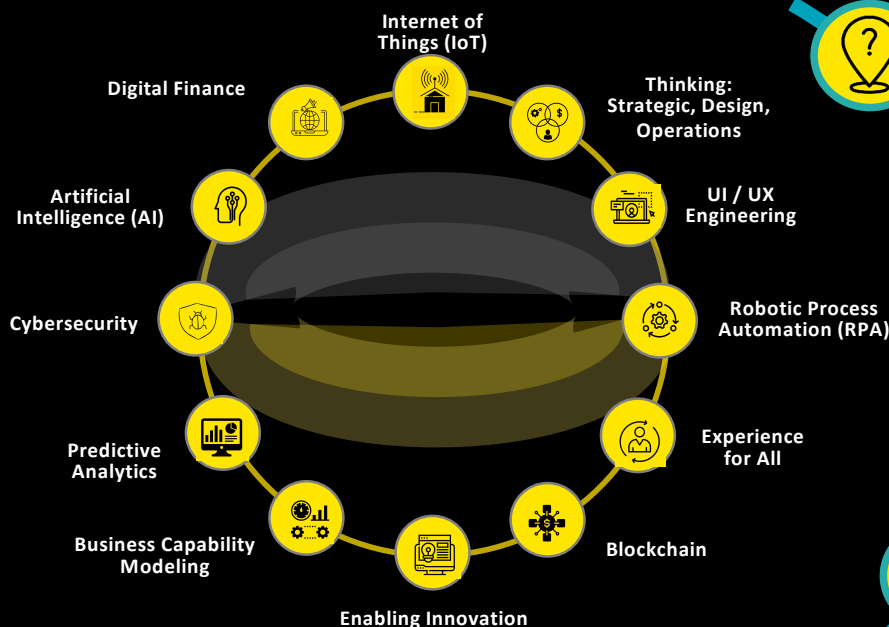 Internet of
Things (IoT)
Digital Finance
Thinking:
Strategic, Design,
Operations
?
Artificial
Intelligence (AI)
UI / UX
Engineering
Cybersecurity
Robotic Process
Automation (RPA)
Predictive
Analytics
Experience
for All
Business Capability
Modeling
Blockchain
Enabling Innovation